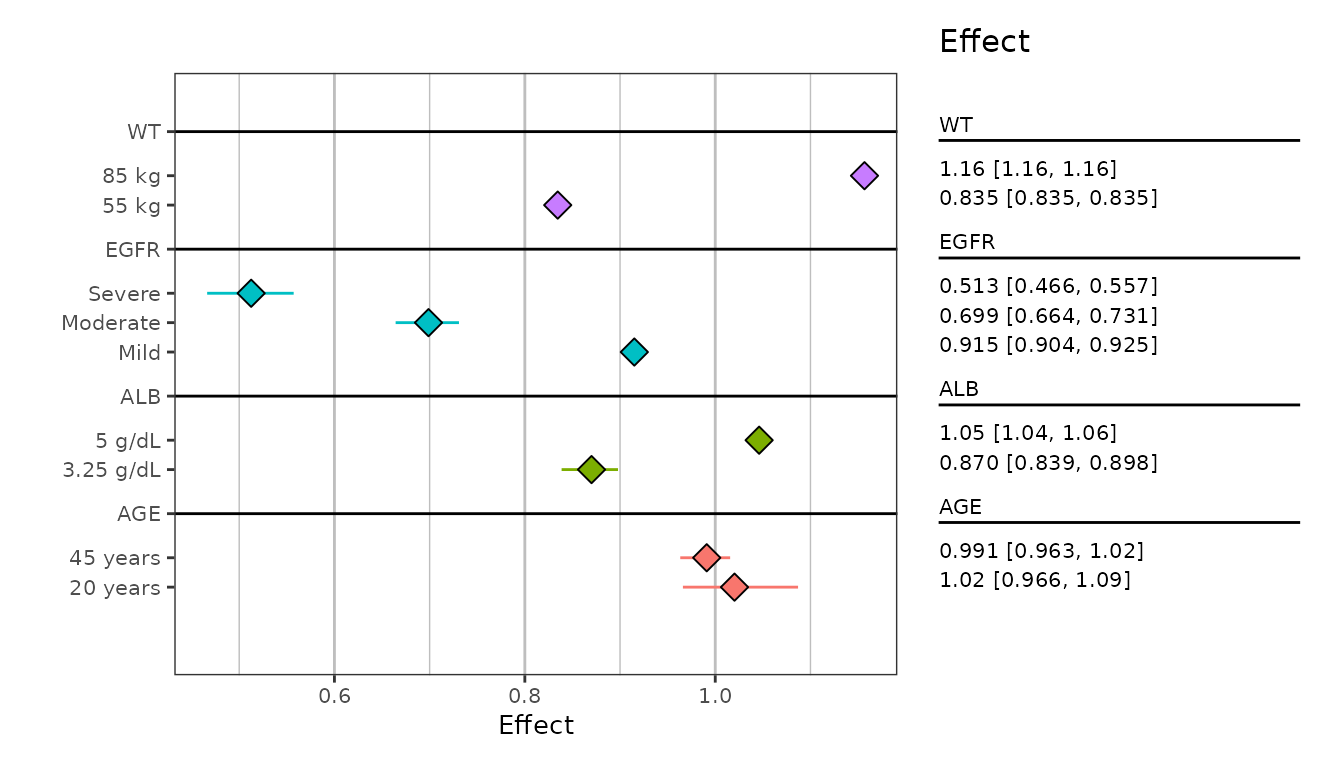 Effect
WT
85 kg
55 kg
EGFR
Severe
Moderate
Mild
ALB
5 g/dL
3.25 g/dL
AGE
45 years
20 years
0.6 0.8 1.0
Effect
WT
1.16 [1.16, 1.16]
0.835 [0.835, 0.835]
EGFR
0.513 [0.466, 0.557]
0.699 [0.664, 0.731]
0.915 [0.904, 0.925]
ALB
1.05 [1.04, 1.06]
0.870 [0.839, 0.898]
AGE
0.991 [0.963, 1.02]
1.02 [0.966, 1.09]